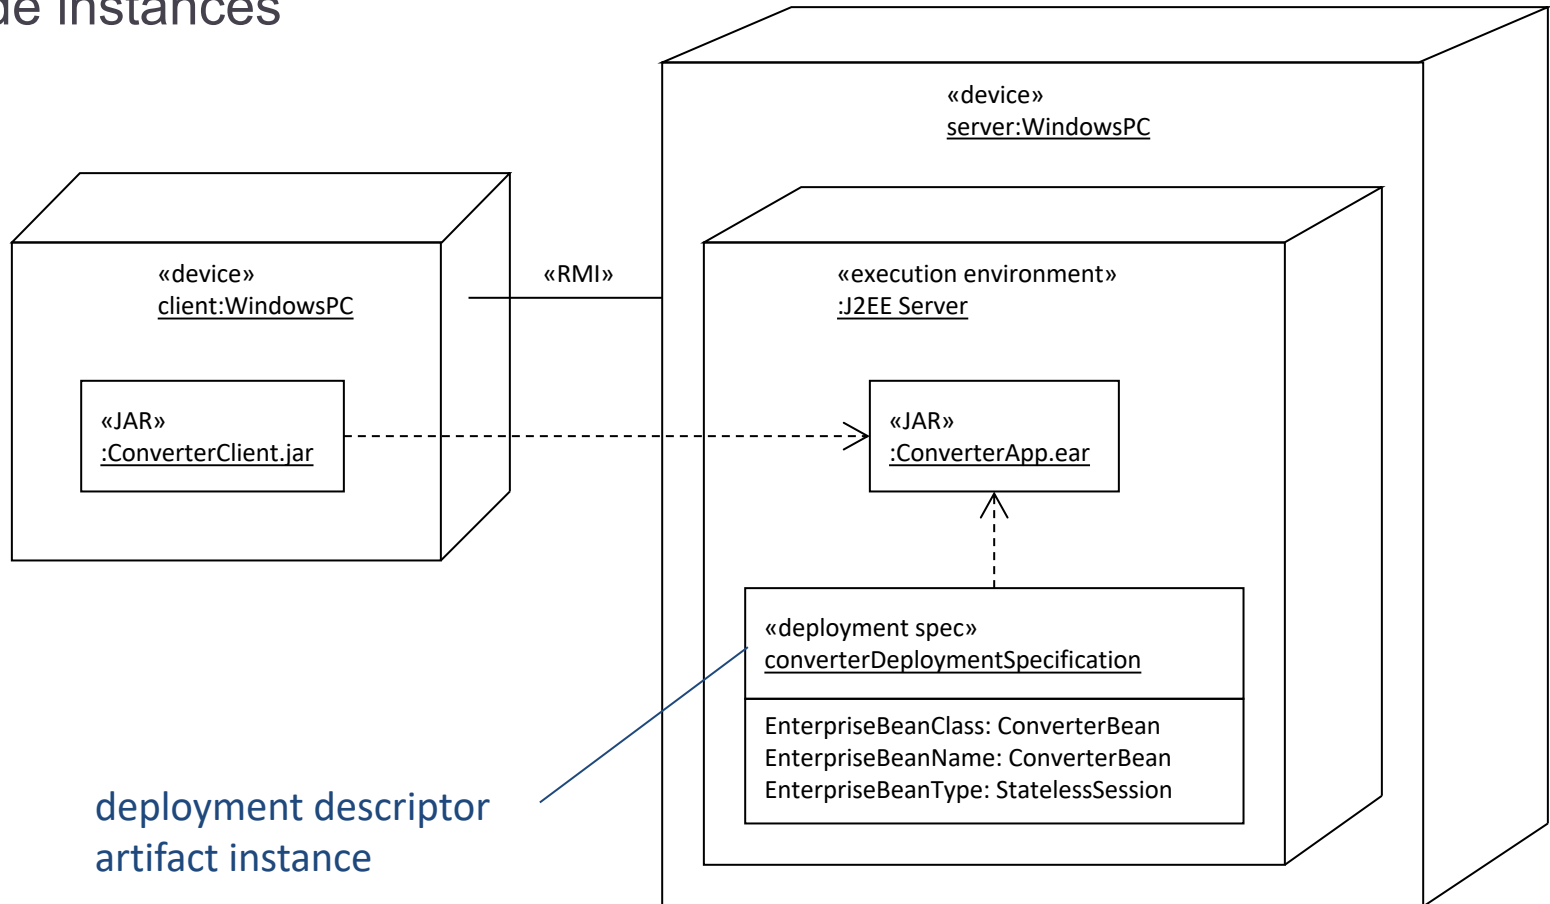 de instances
«device»
server:WindowsPC
«device»
client:WindowsPC
«RMI»
«execution environment»
:J2EE Server
«JAR»
:ConverterClient.jar
«JAR»
:ConverterApp.ear
«deployment spec»
converterDeploymentSpecification
EnterpriseBeanClass: ConverterBean
EnterpriseBeanName: ConverterBean
EnterpriseBeanType: StatelessSession
deployment descriptor
artifact instance